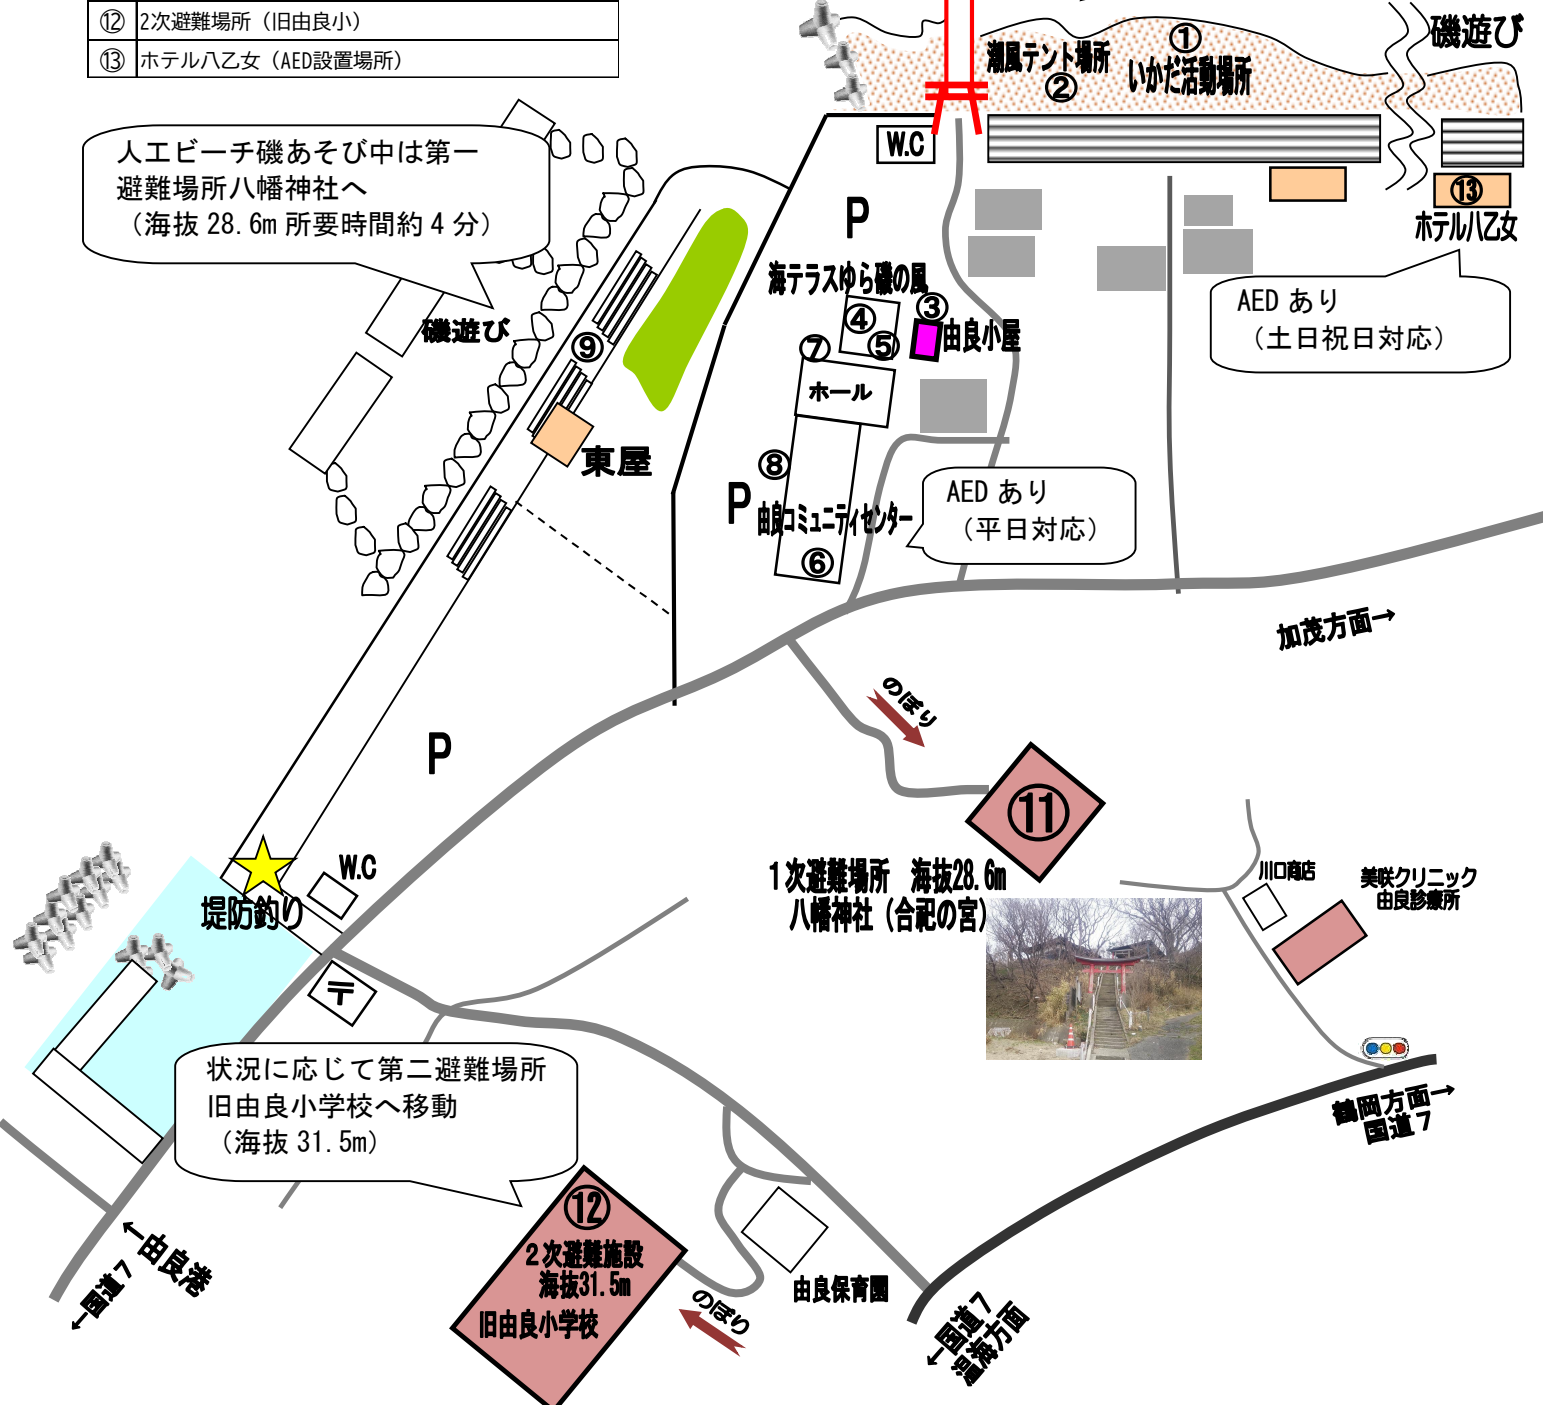 ⑫ 2次避難場所（旧由良小）
⑬ ホテル八乙女（AED設置場所）
磯遊び
①
潮風テント場所
いかだ活動場所
②
W.C
人工ビーチ磯あそび中は第一
避難場所八幡神社へ
（海抜 28.6m 所要時間約 4 分）
⑬
ホテル八乙女
P
海テラスゆら磯の風
AED あり
（土日祝日対応）
③
④
由良小屋
⑤
⑦
磯遊び
⑨
ホール
東屋
⑧
P
由良コミュニティセンター
AED あり
（平日対応）
⑥
加茂方面→
のぼり
P
⑪
1次避難場所　海抜28.6m
八幡神社（合祀の宮）
W.C
堤防釣り
川口商店
美咲クリニック
由良診療所
〒
状況に応じて第二避難場所
旧由良小学校へ移動
（海抜 31.5m）
鶴岡方面→
国道７
⑫
２次避難施設
海抜31.5m
旧由良小学校
←由良港
←国道７
のぼり
由良保育園
←国道７
温海方面